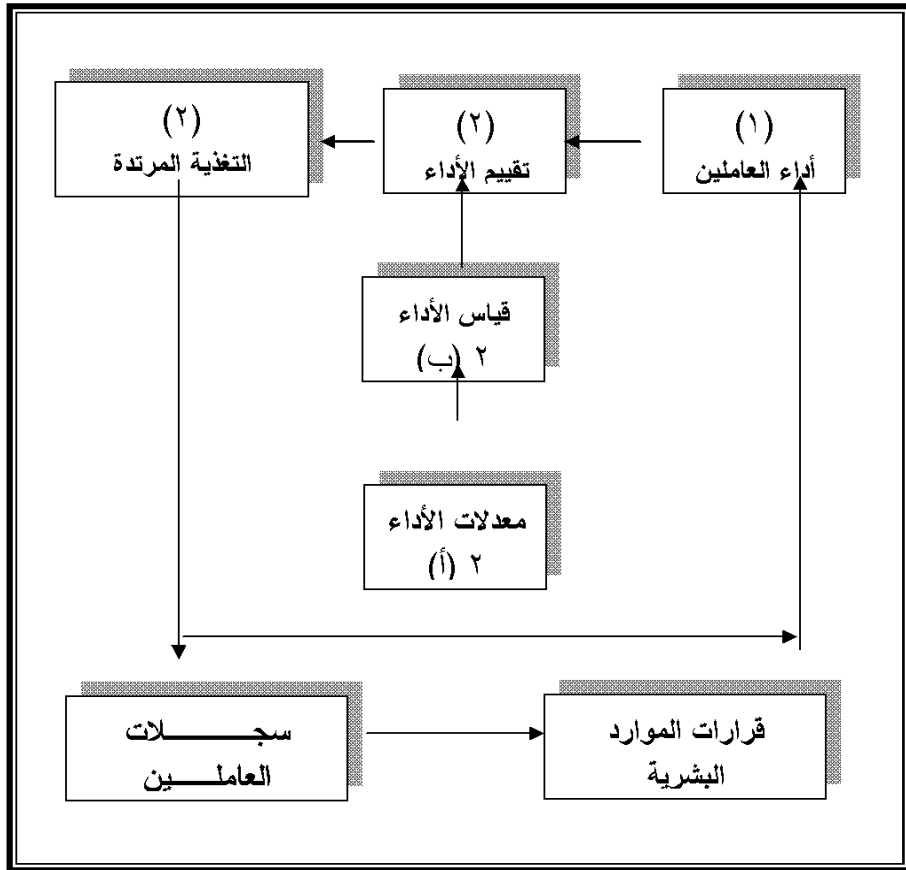 (١)
أداء العاملين
(٢)
تقييم الأداء
(٢)
التغذية المرتدة
قياس الأداء
٢ (ب)
معدلات الأداء
٢ (أ)
سجــــــــــلات
العاملـــــين
قرارات الموارد
البشرية